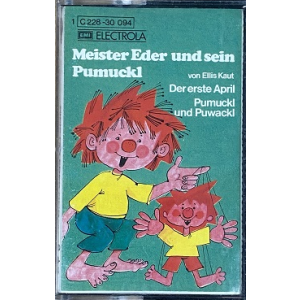 1 C 228-30 094
EMI ELECTROLA
Meister Eder und sein
Pumuckl
von Ellis Kaut
Der erste April
Pumuckl
und Puwackl